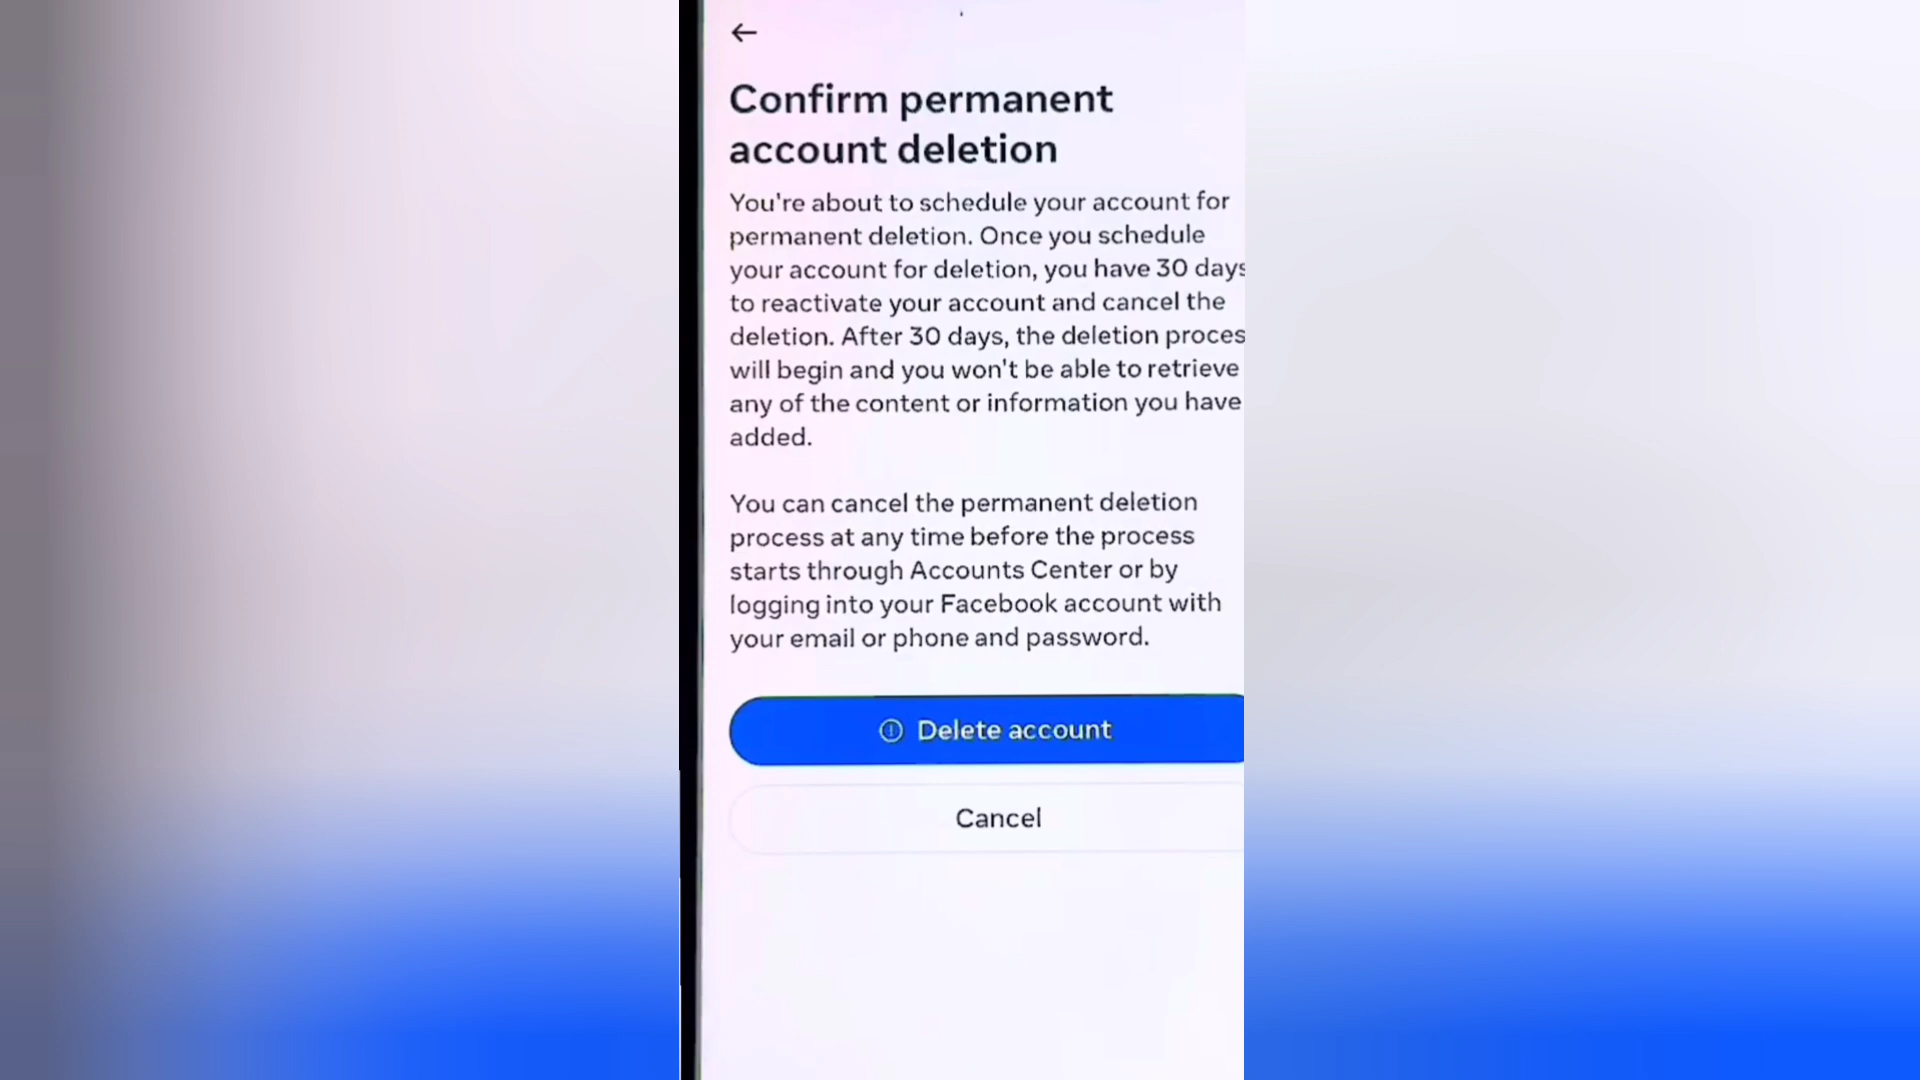 Confirm permanent
account deletion
You're about to schedule your account for
permanent deletion. Once you schedule
your account for deletion, you have 30 days
to reactivate your account and cancel the
deletion. After 30 days, the deletion proces
will begin and you won't be able to retrieve
any of the content or information you have
added.
You can cancel the permanent deletion
process at any time before the process
starts through Accounts Center or by
logging into your Facebook account with
your email or phone and password.
Delete account
Cancel